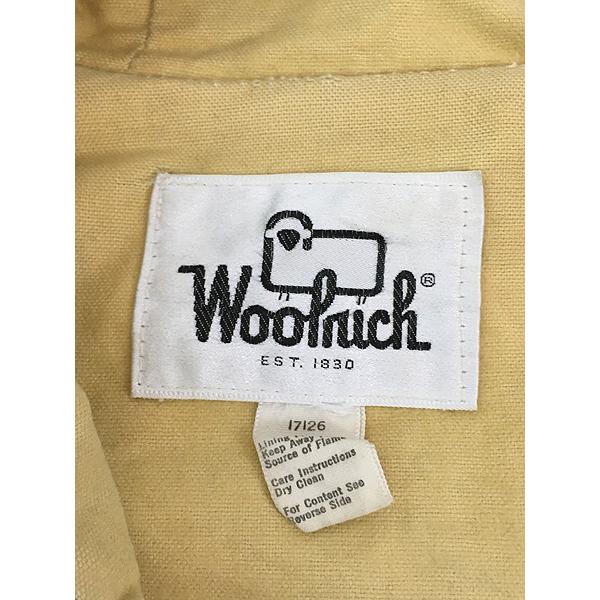 Woolrich®
EST. 1830
17126
Lining
Keep Away
Source of Flame
Care Instructions
Dry Clean
For Content See
Reverse Side